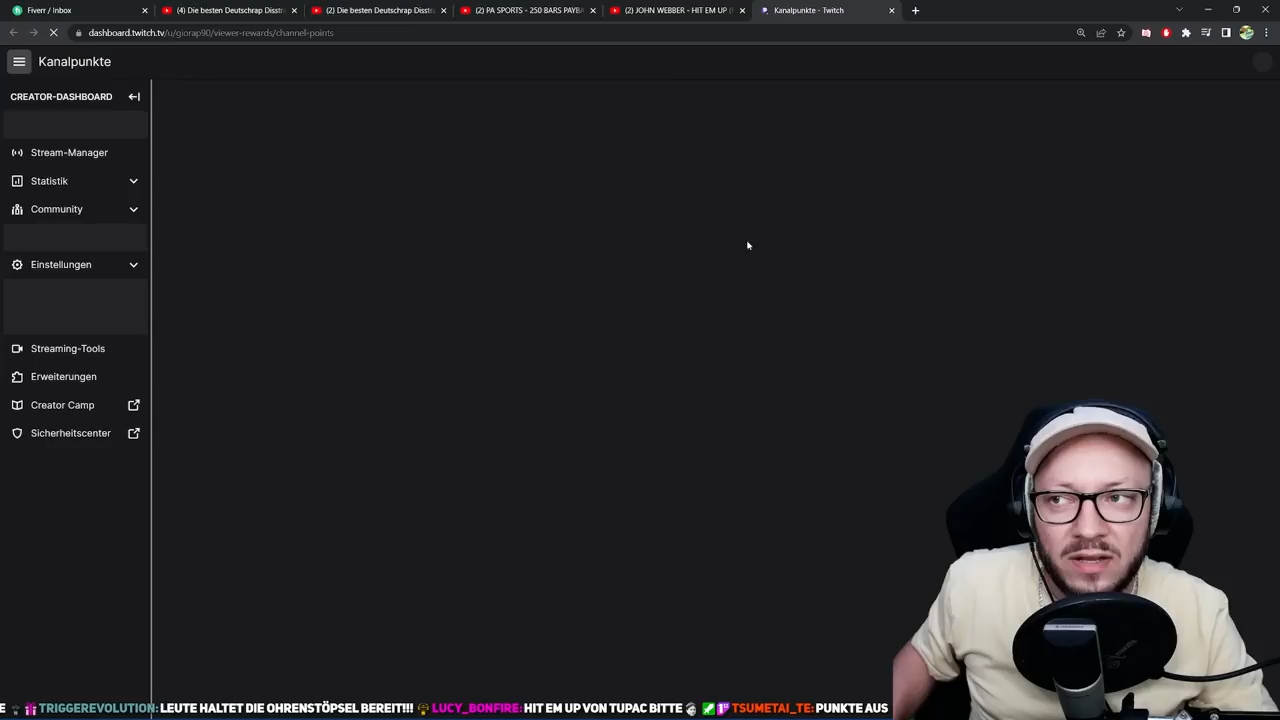 Fiverr / Inbox
(4) Die besten Deutschrap Disstr
(2) Die besten Deutschrap Disstr
(2) PA SPORTS - 250 BARS PAYBA
(2) JOHN WEBBER - HIT EM UP (
Kanalpunkte - Twitch
dashboard.twitch.tv/u/giorap90/viewer-rewards/channel-points
Kanalpunkte
CREATOR-DASHBOARD
Stream-Manager
Statistik
Community
Einstellungen
Streaming-Tools
Erweiterungen
Creator Camp
Sicherheitscenter
E TRIGGEREVOLUTION: LEUTE HALTET DIE OHRENSTÖPSEL BEREIT!!! LUCY_BONFIRE: HIT EM UP VON TUPAC BITTE TSUMETAI_TE: PUNKTE AUS